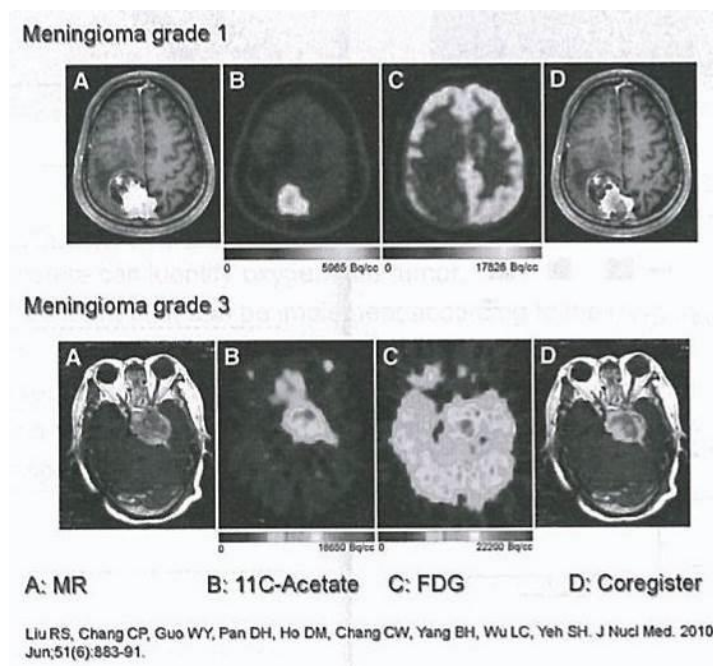 Meningioma grade 1
A B C D
0 5965 Bq/cc 0 17826 Bq/cc
Meningioma grade 3
A B C D
0 16650 Bq/cc 0 22200 Bq/cc
A: MR B: 11C-Acetate C: FDG D: Coregister
Liu RS, Chang CP, Guo WY, Pan DH, Ho DM, Chang CW, Yang BH, Wu LC, Yeh SH. J Nucl Med. 2010
Jun;51(6):883-91.